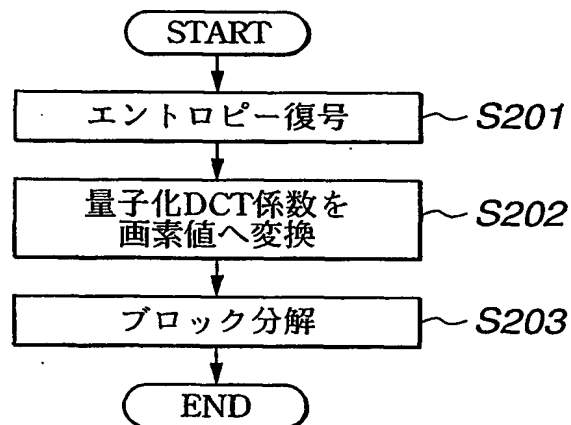 START
エントロピー復号
S201
量子化DCT係数を
画素値へ変換
S202
ブロック分解
S203
END